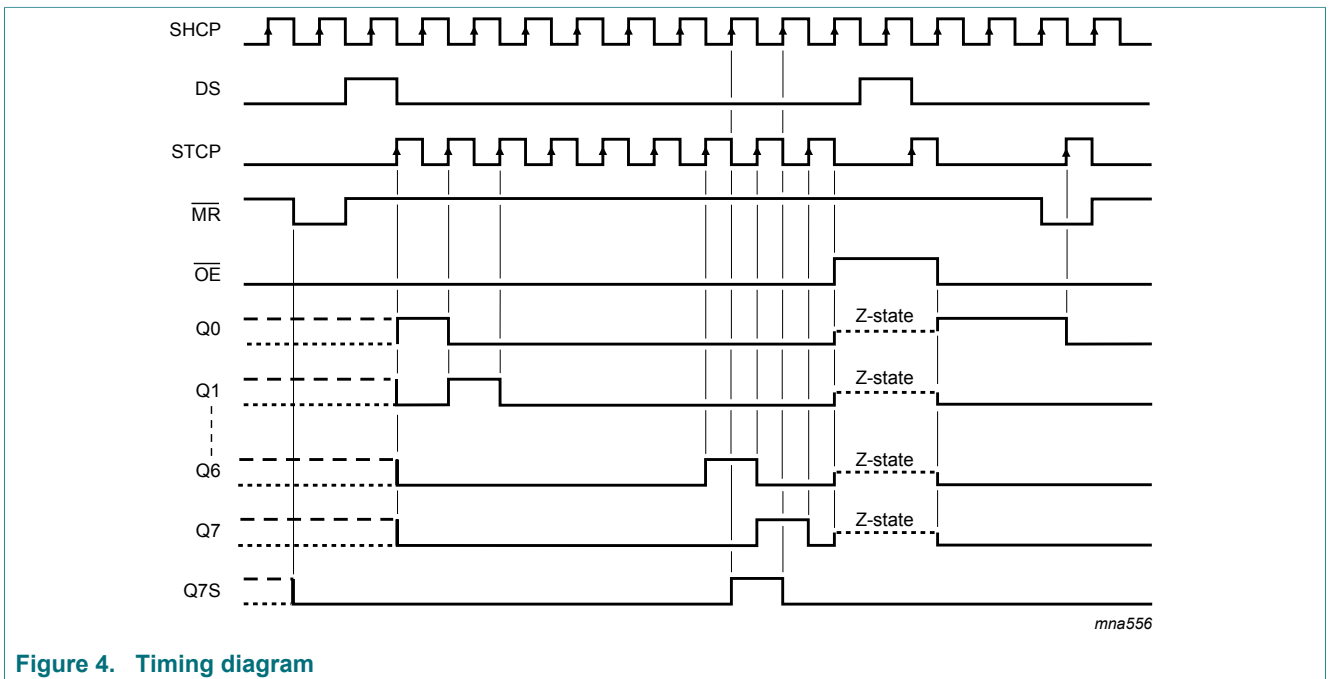 SHCP
DS
STCP
MR
OE
Q0 Z-state
Q1 Z-state
Q6 Z-state
Q7 Z-state
Q7S
mna556
Figure 4. Timing diagram